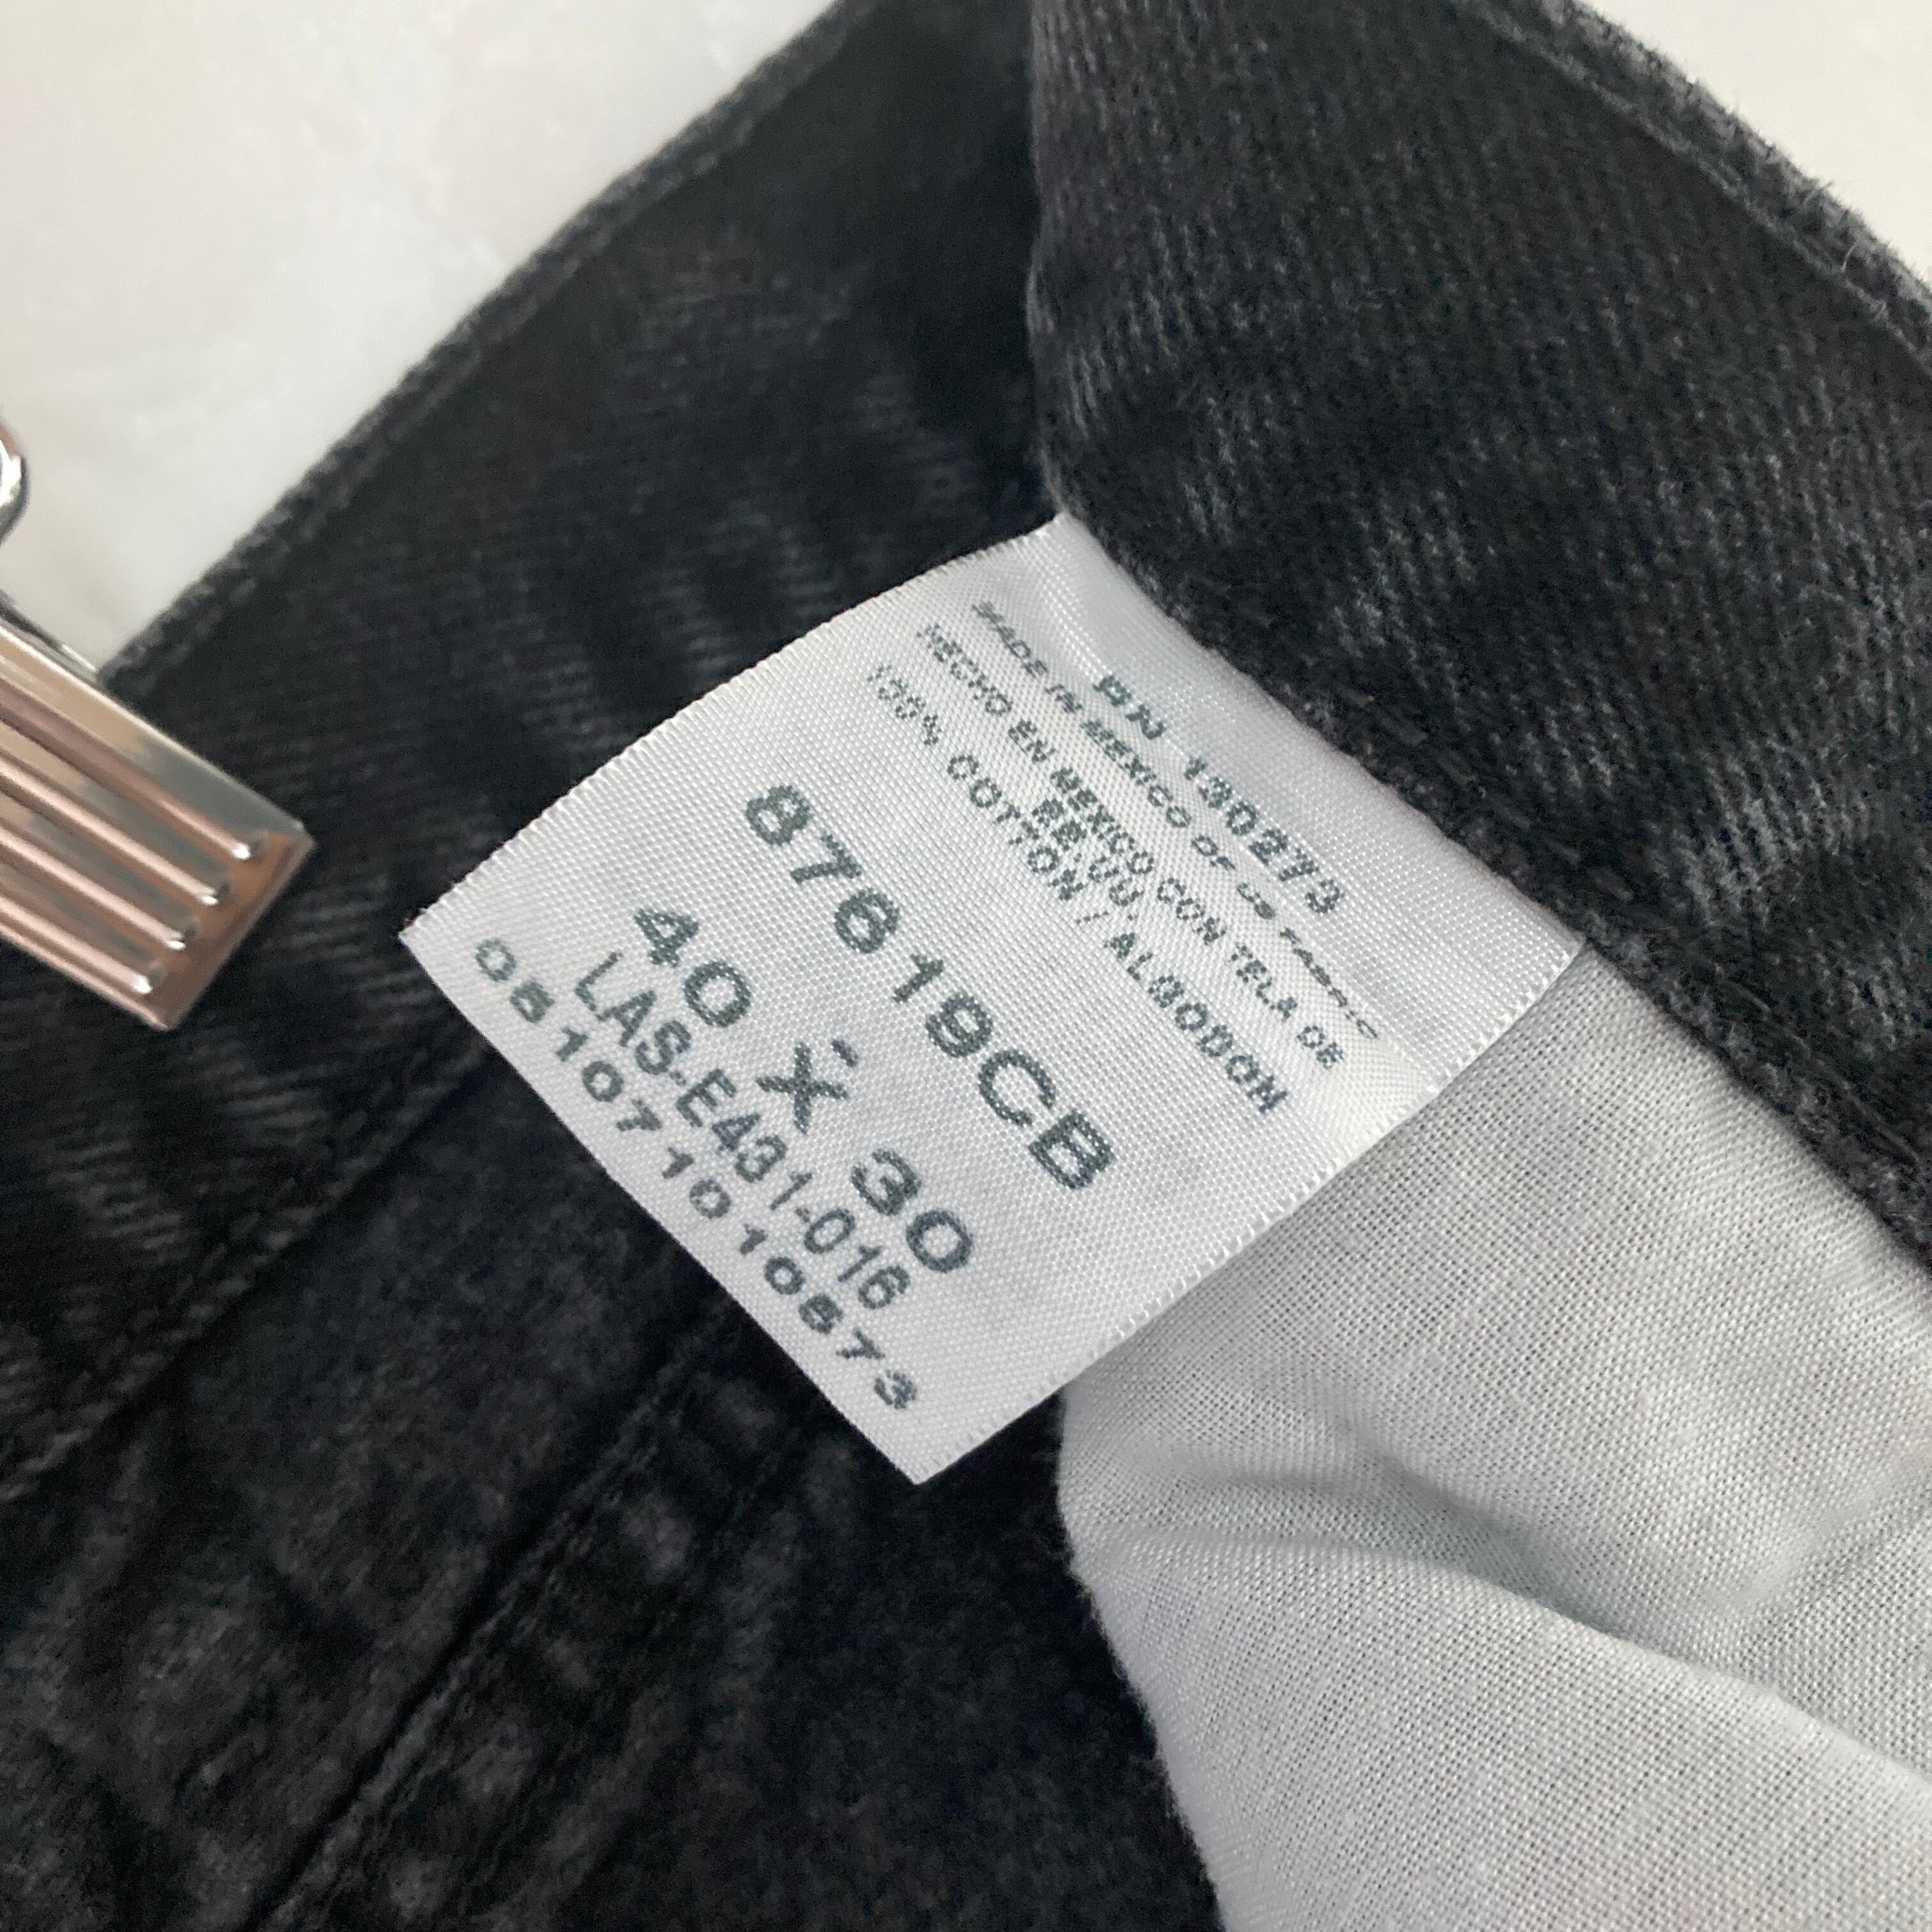 RN 130273
MADE IN MEXICO OF US FABRIC
HECHO EN MEXICO CON TELA DE
EE.UU.
100% COTTON / ALGODON
87619CB
40 X 30
LAS-E431-016
0510710110573